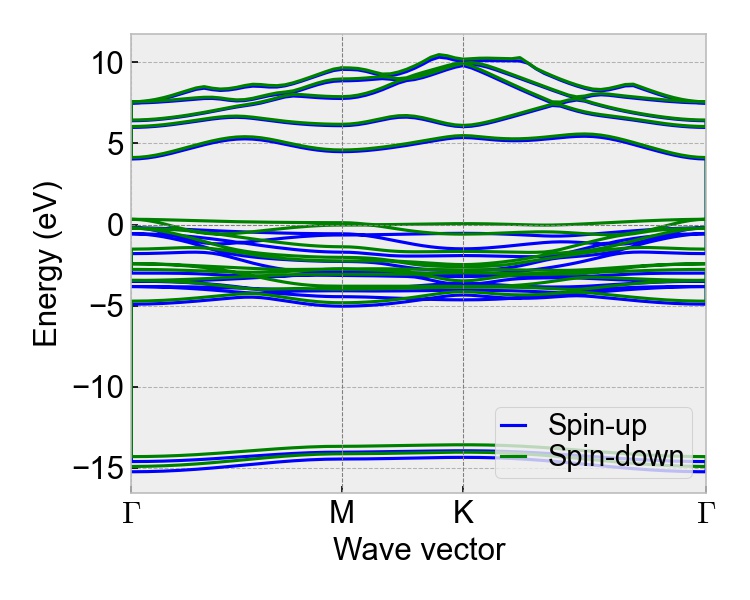 10
5
0
−5
−10
−15
Energy (eV)
Spin-up
Spin-down
Γ M K Γ
Wave vector